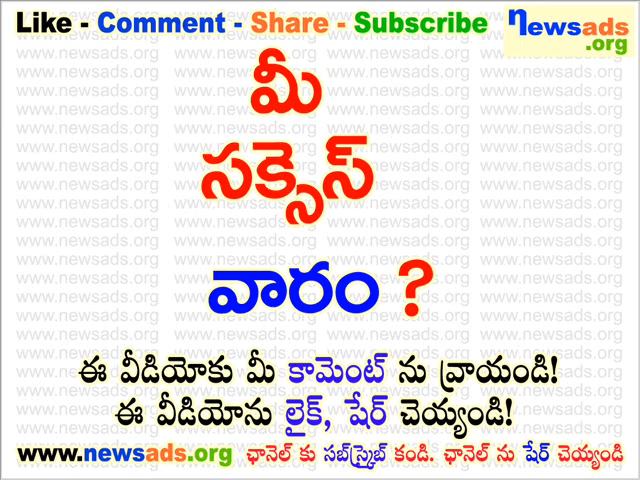 Like - Comment - Share - Subscribe
newsads
.org
మీ
సక్సెస్
వారం ?
ఈ వీడియోకు మీ కామెంట్ ను వ్రాయండి!
ఈ వీడియోను లైక్, షేర్ చెయ్యండి!
www.newsads.org ఛానెల్ కు సబ్‌స్క్రైబ్ కండి. ఛానెల్ ను షేర్ చెయ్యండి